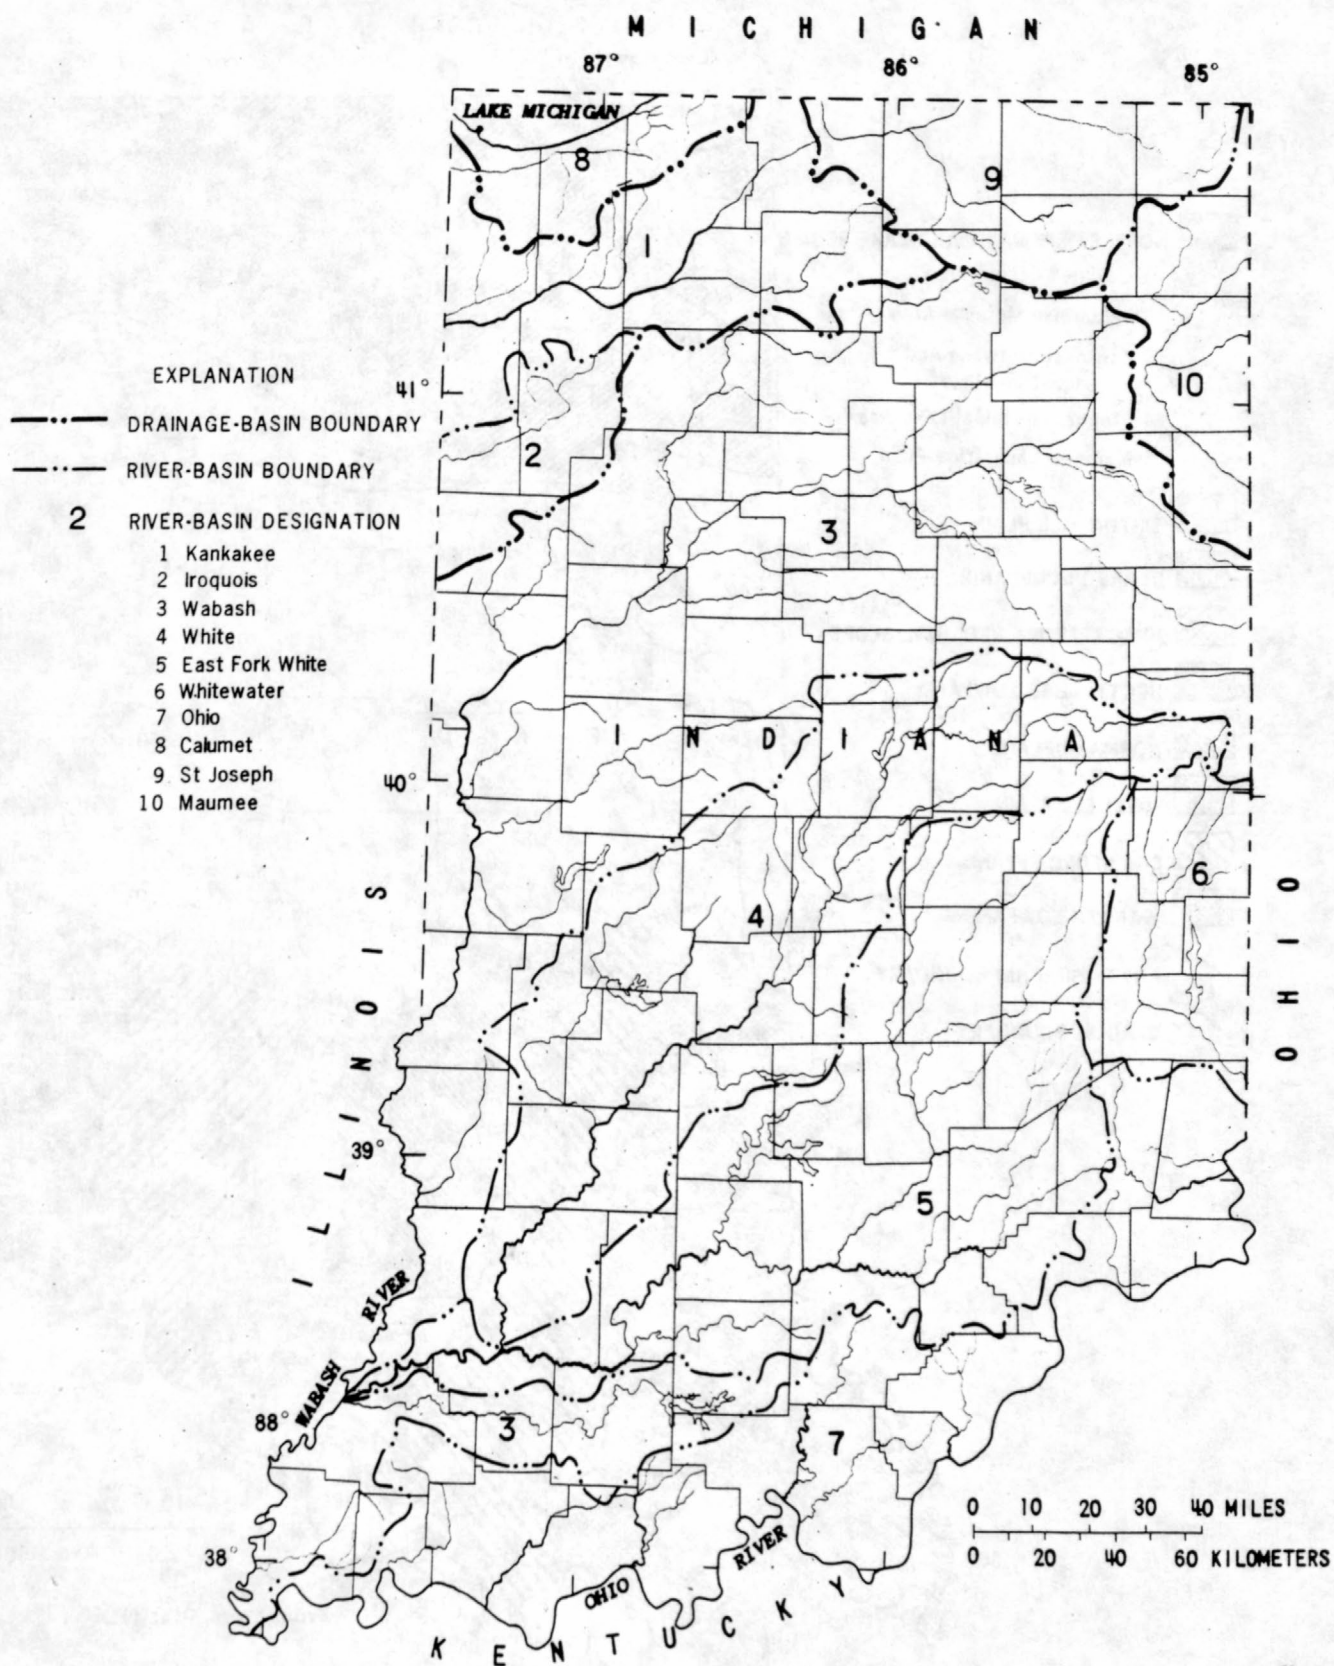 MICHIGAN
87° 86° 85°
LAKE MICHIGAN
8
9
1
EXPLANATION
DRAINAGE-BASIN BOUNDARY
RIVER-BASIN BOUNDARY
2 RIVER-BASIN DESIGNATION
1 Kankakee
2 Iroquois
3 Wabash
4 White
5 East Fork White
6 Whitewater
7 Ohio
8 Calumet
9 St Joseph
10 Maumee
41°
10
2
3
INDIANA
40°
6
4
ILLINOIS
OHIO
39°
5
WABASH RIVER
88°
3
7
38°
OHIO RIVER
KENTUCKY
0 10 20 30 40 MILES
0 20 40 60 KILOMETERS